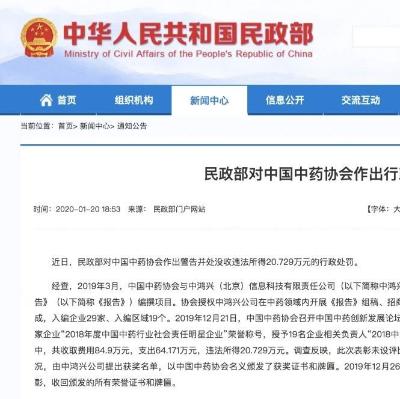 中华人民共和国民政部
Ministry of Civil Affairs of the People's Republic of China
首页 组织机构 新闻中心 信息公开 交流互动
当前位置：首页> 新闻中心> 通知公告
民政部对中国中药协会作出行
时间：2020-01-20 18:53 来源： 民政部门户网站 【字体：大
近日，民政部对中国中药协会作出警告并处没收违法所得20.729万元的行政处罚。
经查，2019年3月，中国中药协会与中鸿兴（北京）信息科技有限责任公司（以下简称中鸿兴
告》（以下简称《报告》）编撰项目。协会授权中鸿兴公司在中药领域内开展《报告》组稿、招商
成，入编企业29家、入编区域19个。2019年12月21日，中国中药协会召开中国中药创新发展论坛
家企业“2018年度中国中药行业社会责任明星企业”荣誉称号，授予19名企业相关负责人“2018中
中，共收取费用84.9万元，支出64.171万元，违法所得20.729万元。调查反映，此次表彰未设评比
况，由中鸿兴公司提出获奖名单，以中国中药协会名义颁发了获奖证书和牌匾。2019年12月26
彰，收回颁发的所有荣誉证书和牌匾。